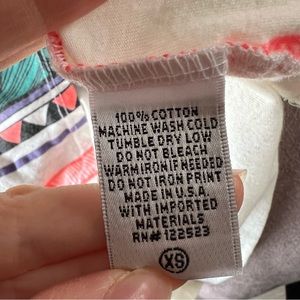 100% COTTON
MACHINE WASH COLD
TUMBLE DRY LOW
DO NOT BLEACH
WARM IRON IF NEEDED
DO NOT IRON PRINT
MADE IN U.S.A.
WITH IMPORTED
MATERIALS
RN# 122523
XS